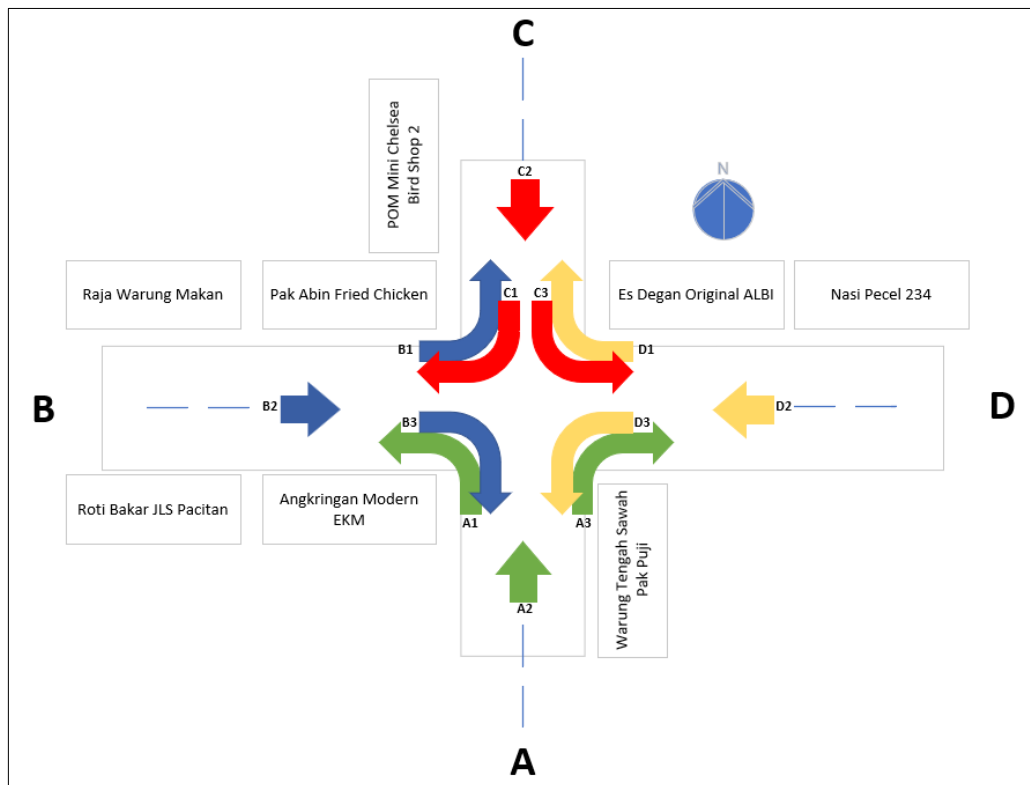 C
POM Mini Chelsea
Bird Shop 2
C2
N
Raja Warung Makan
Pak Abin Fried Chicken
C1
C3
Es Degan Original ALBI
Nasi Pecel 234
B1
D1
B
B2
B3
D3
D2
D
Roti Bakar JLS Pacitan
Angkringan Modern
EKM
A1
A3
Warung Tengah Sawah
Pak Puji
A2
A